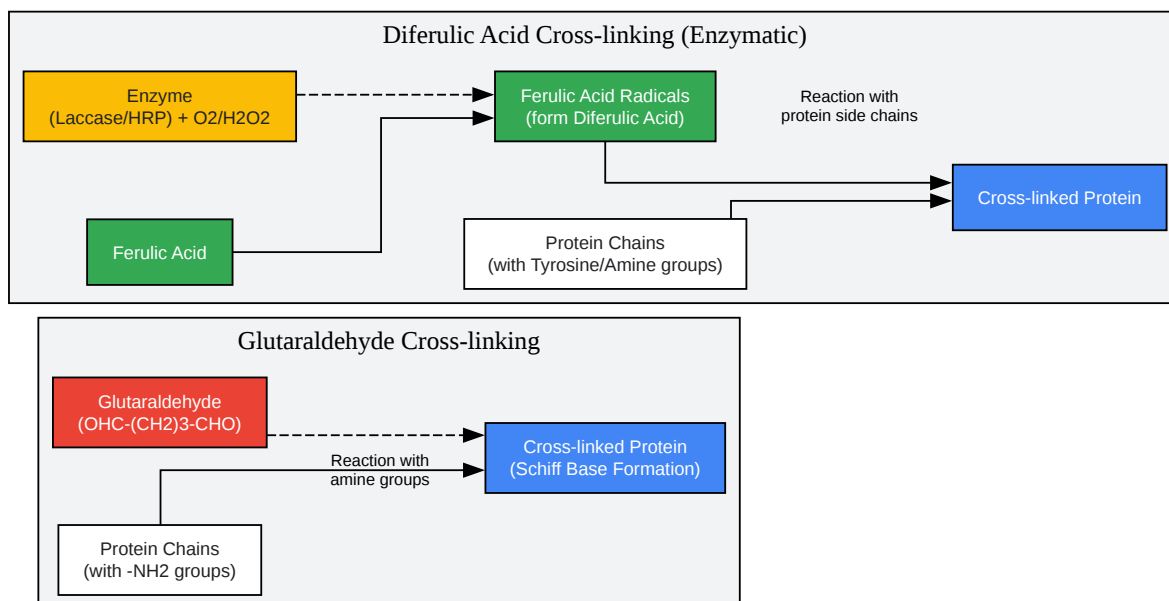 Diferulic Acid Cross-linking (Enzymatic)
Enzyme
(Laccase/HRP) + O2/H2O2
Ferulic Acid Radicals
(form Diferulic Acid)
Reaction with
protein side chains
Cross-linked Protein
Ferulic Acid
Protein Chains
(with Tyrosine/Amine groups)
Glutaraldehyde Cross-linking
Glutaraldehyde
(OHC-(CH2)3-CHO)
Cross-linked Protein
(Schiff Base Formation)
Reaction with
amine groups
Protein Chains
(with -NH2 groups)